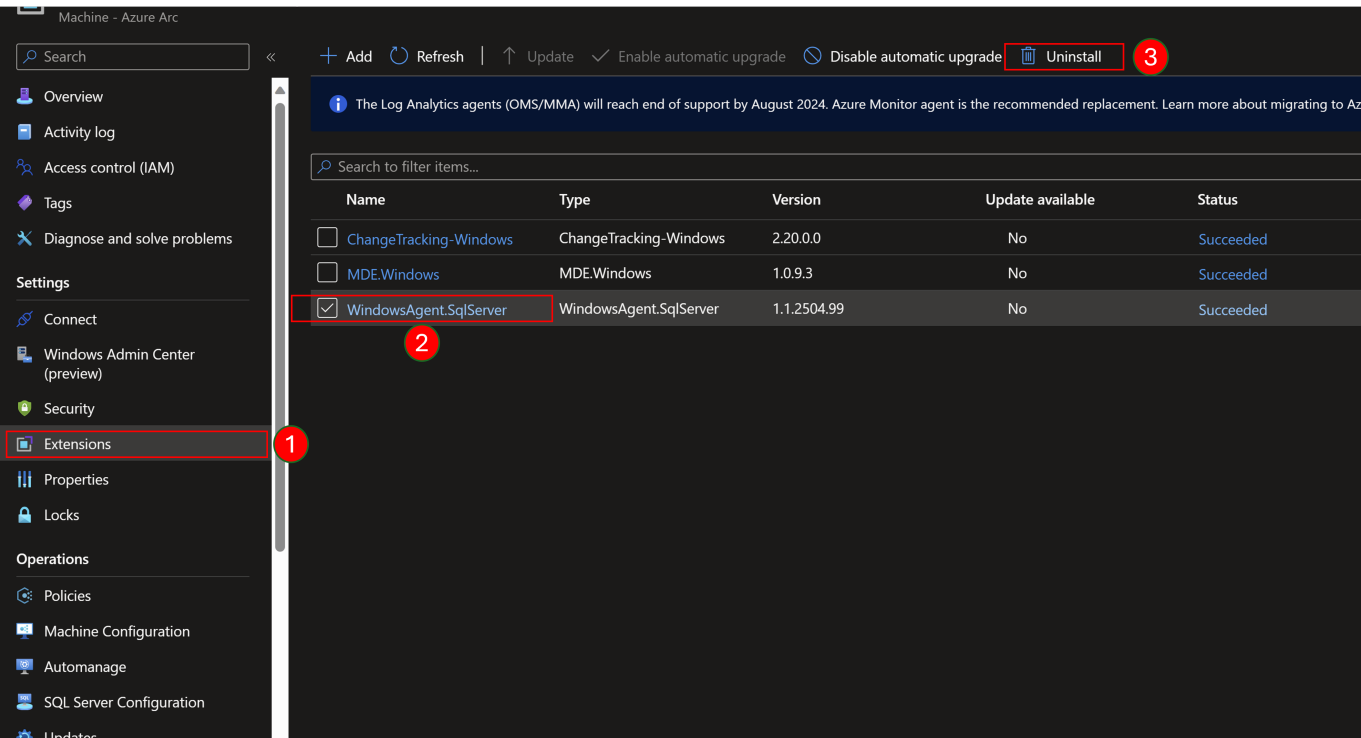 Machine - Azure Arc
Search
«
Add
Refresh
Update
Enable automatic upgrade
Disable automatic upgrade
Uninstall
3
Overview
Activity log
Access control (IAM)
Tags
Diagnose and solve problems
Settings
Connect
Windows Admin Center
(preview)
Security
Extensions
1
Properties
Locks
Operations
Policies
Machine Configuration
Automanage
SQL Server Configuration
Updates
The Log Analytics agents (OMS/MMA) will reach end of support by August 2024. Azure Monitor agent is the recommended replacement. Learn more about migrating to Az
Search to filter items...
Name Type Version Update available Status
ChangeTracking-Windows ChangeTracking-Windows 2.20.0.0 No Succeeded
MDE.Windows MDE.Windows 1.0.9.3 No Succeeded
WindowsAgent.SqlServer WindowsAgent.SqlServer 1.1.2504.99 No Succeeded
2